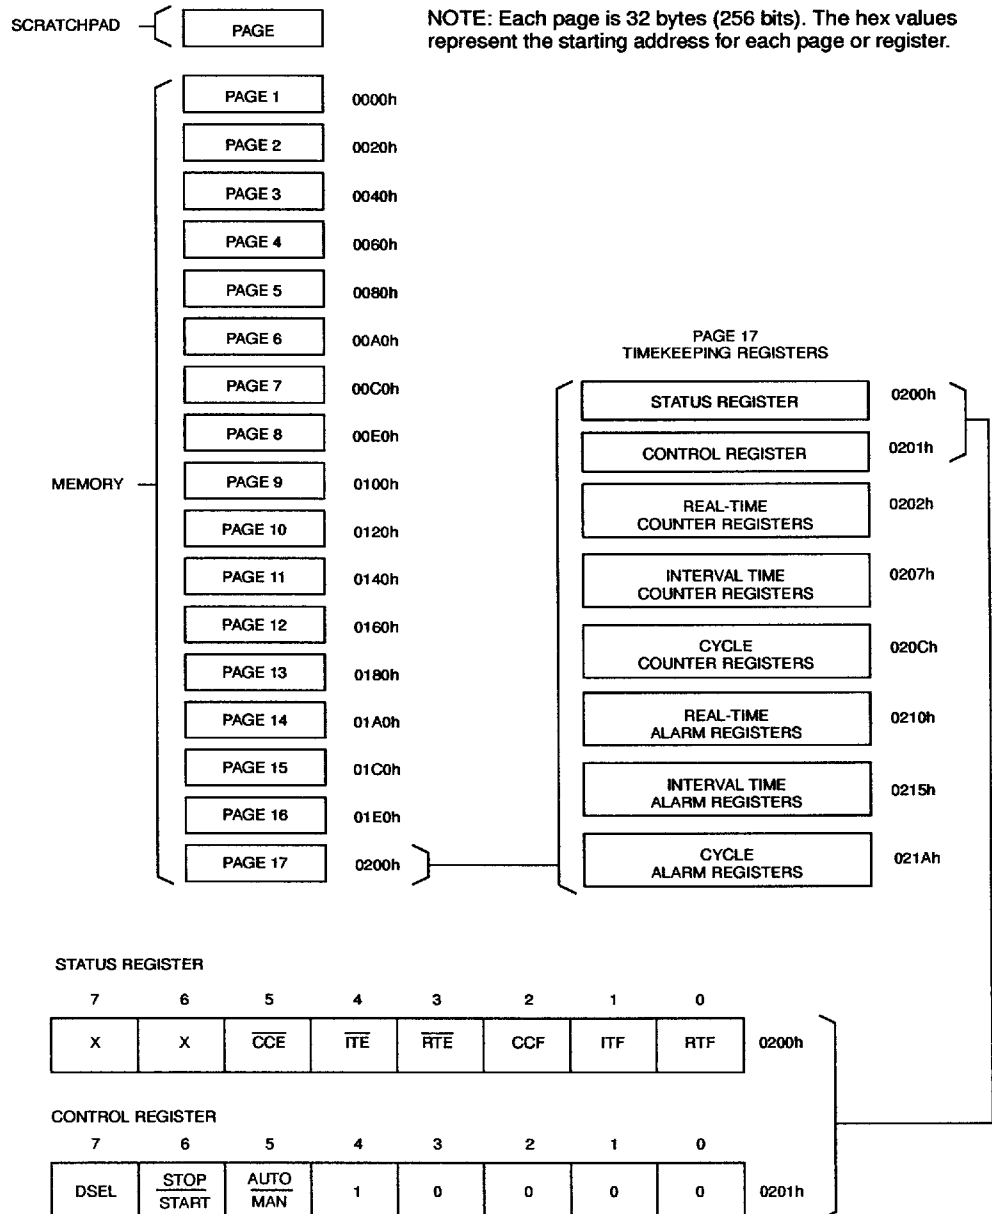 SCRATCHPAD
PAGE
NOTE: Each page is 32 bytes (256 bits). The hex values
represent the starting address for each page or register.
MEMORY
PAGE 1 0000h
PAGE 2 0020h
PAGE 3 0040h
PAGE 4 0060h
PAGE 5 0080h
PAGE 6 00A0h
PAGE 7 00C0h
PAGE 8 00E0h
PAGE 9 0100h
PAGE 10 0120h
PAGE 11 0140h
PAGE 12 0160h
PAGE 13 0180h
PAGE 14 01A0h
PAGE 15 01C0h
PAGE 16 01E0h
PAGE 17 0200h
PAGE 17
TIMEKEEPING REGISTERS
STATUS REGISTER 0200h
CONTROL REGISTER 0201h
REAL-TIME
COUNTER REGISTERS
0202h
INTERVAL TIME
COUNTER REGISTERS
0207h
CYCLE
COUNTER REGISTERS
020Ch
REAL-TIME
ALARM REGISTERS
0210h
INTERVAL TIME
ALARM REGISTERS
0215h
CYCLE
ALARM REGISTERS
021Ah
STATUS REGISTER
7 6 5 4 3 2 1 0
X X C̅C̅E̅ I̅T̅E̅ R̅T̅E̅ CCF ITF RTF 0200h
CONTROL REGISTER
7 6 5 4 3 2 1 0
DSEL STOP/START AUTO/MAN 1 0 0 0 0 0201h